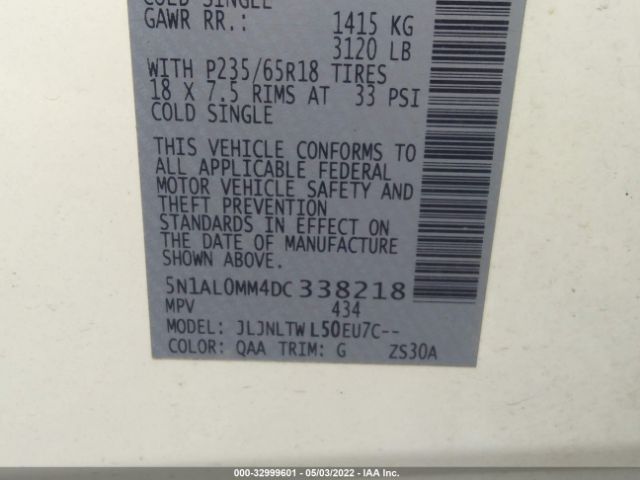 COLD SINGLE
GAWR RR.: 1415 KG
3120 LB
WITH P235/65R18 TIRES
18 X 7.5 RIMS AT 33 PSI
COLD SINGLE
THIS VEHICLE CONFORMS TO
ALL APPLICABLE FEDERAL
MOTOR VEHICLE SAFETY AND
THEFT PREVENTION
STANDARDS IN EFFECT ON
THE DATE OF MANUFACTURE
SHOWN ABOVE.
5N1AL0MM4DC338218
MPV 434
MODEL: JLJNLTWL50EU7C--
COLOR: QAA TRIM: G ZS30A
000-32999601 - 05/03/2022 - IAA Inc.